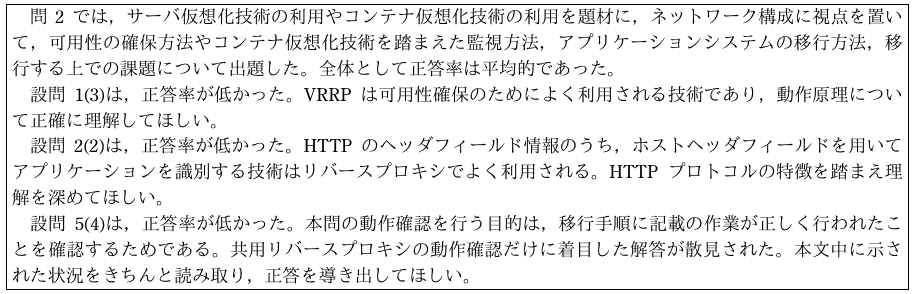 問 2 では，サーバ仮想化技術の利用やコンテナ仮想化技術の利用を題材に，ネットワーク構成に視点を置い
て，可用性の確保方法やコンテナ仮想化技術を踏まえた監視方法，アプリケーションシステムの移行方法，移
行する上での課題について出題した。全体として正答率は平均的であった。
設問 1(3)は，正答率が低かった。VRRP は可用性確保のためによく利用される技術であり，動作原理につい
て正確に理解してほしい。
設問 2(2)は，正答率が低かった。HTTP のヘッダフィールド情報のうち，ホストヘッダフィールドを用いて
アプリケーションを識別する技術はリバースプロキシでよく利用される。HTTP プロトコルの特徴を踏まえ理
解を深めてほしい。
設問 5(4)は，正答率が低かった。本問の動作確認を行う目的は，移行手順に記載の作業が正しく行われたこ
とを確認するためである。共用リバースプロキシの動作確認だけに着目した解答が散見された。本文中に示さ
れた状況をきちんと読み取り，正答を導き出してほしい。